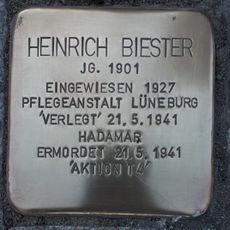 HEINRICH BIESTER
JG. 1901
EINGEWIESEN 1927
PFLEGEANSTALT LÜNEBURG
'VERLEGT' 21.5.1941
HADAMAR
ERMORDET 21.5.1941
'AKTION T4'